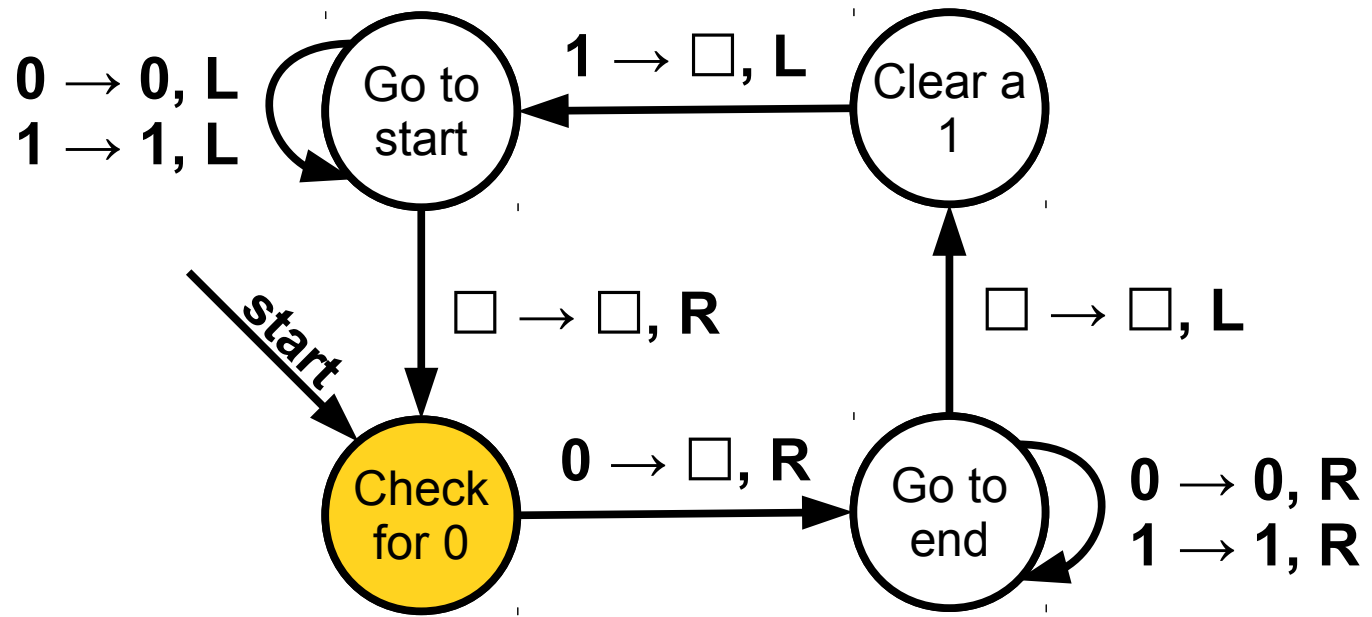 0 → 0, L
1 → 1, L
Go to
start
1 → □, L
Clear a
1
□ → □, R
□ → □, L
start
Check
for 0
0 → □, R
Go to
end
0 → 0, R
1 → 1, R